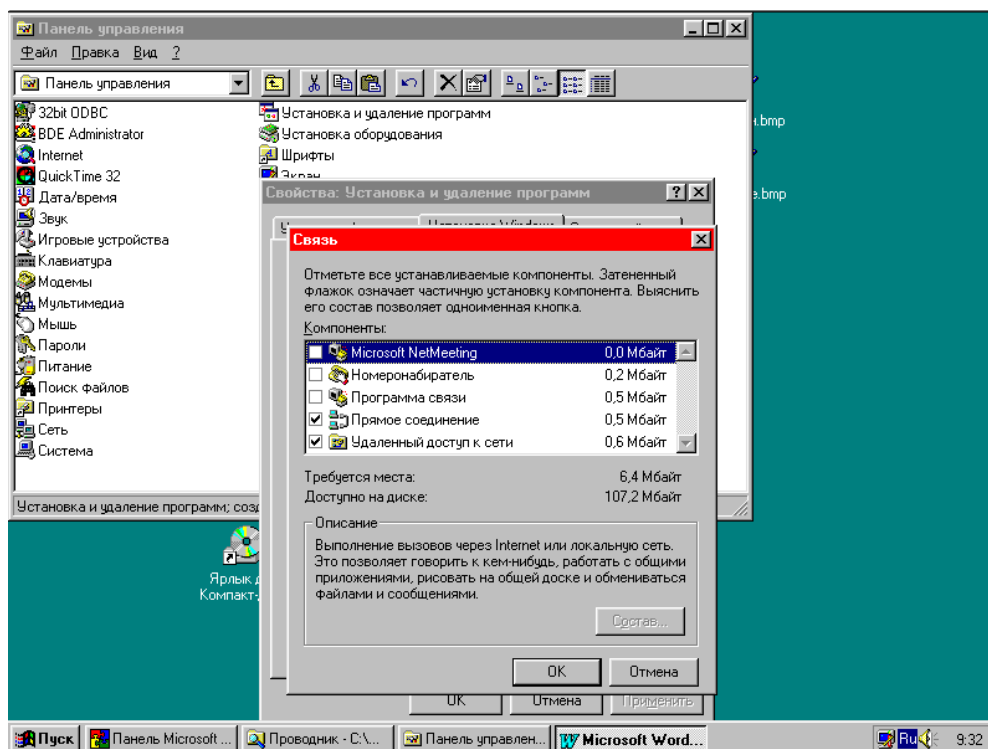 Панель управления
Файл Правка Вид ?
Панель управления
32bit ODBC
BDE Administrator
Internet
QuickTime 32
Дата/время
Звук
Игровые устройства
Клавиатура
Модемы
Мультимедиа
Мышь
Пароли
Питание
Поиск файлов
Принтеры
Сеть
Система
Установка и удаление программ
Установка оборудования
Шрифты
Экран
Установка и удаление программ;
.bmp
.bmp
Свойства: Установка и удаление программ
Связь
Отметьте все устанавливаемые компоненты. Затененный
флажок означает частичную установку компонента. Выяснить
его состав позволяет одноименная кнопка.
Компоненты:
Microsoft NetMeeting 0,0 Мбайт
Номеронабиратель 0,2 Мбайт
Программа связи 0,5 Мбайт
Прямое соединение 0,5 Мбайт
Удаленный доступ к сети 0,6 Мбайт
Требуется места: 6,4 Мбайт
Доступно на диске: 107,2 Мбайт
Описание
Выполнение вызовов через Internet или локальную сеть.
Это позволяет говорить к кем-нибудь, работать с общими
приложениями, рисовать на общей доске и обмениваться
файлами и сообщениями.
Состав...
OK Отмена
OK Отмена Применить
Ярлык
Компакт-
Пуск Панель Microsoft ... Проводник - C:\... Панель управлен... Microsoft Word... Ru 9:32